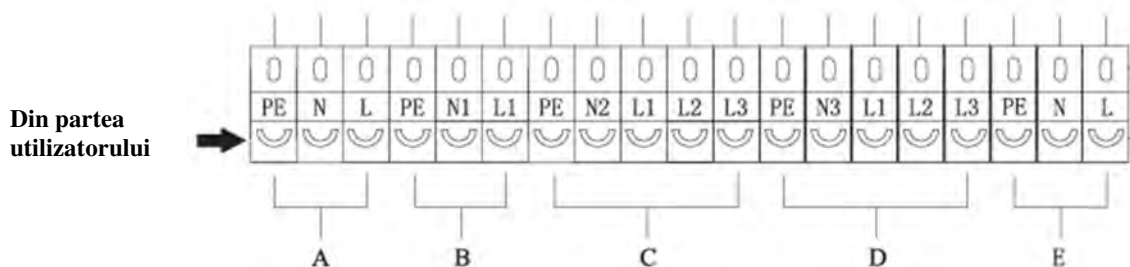 PE N L PE N1 L1 PE N2 L1 L2 L3 PE N3 L1 L2 L3 PE N L
Din partea
utilizatorului
A B C D E